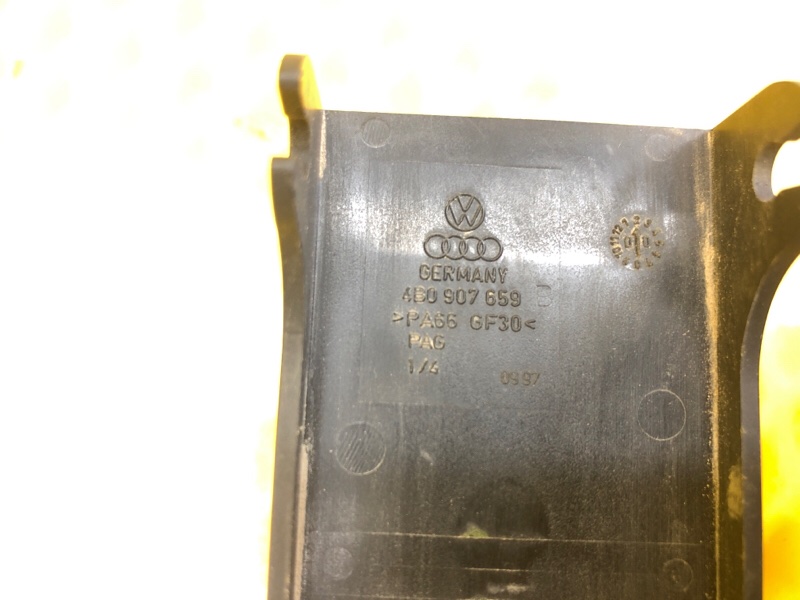 GERMANY
4B0 907 659 B
>PA66 GF30<
PAG
1/4 0997